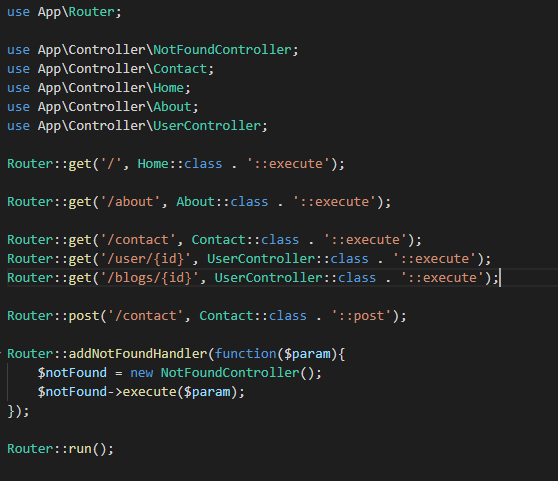 use App\Router;
use App\Controller\NotFoundController;
use App\Controller\Contact;
use App\Controller\Home;
use App\Controller\About;
use App\Controller\UserController;
Router::get('/', Home::class . '::execute');
Router::get('/about', About::class . '::execute');
Router::get('/contact', Contact::class . '::execute');
Router::get('/user/{id}', UserController::class . '::execute');
Router::get('/blogs/{id}', UserController::class . '::execute');
Router::post('/contact', Contact::class . '::post');
Router::addNotFoundHandler(function($param){
    $notFound = new NotFoundController();
    $notFound->execute($param);
});
Router::run();